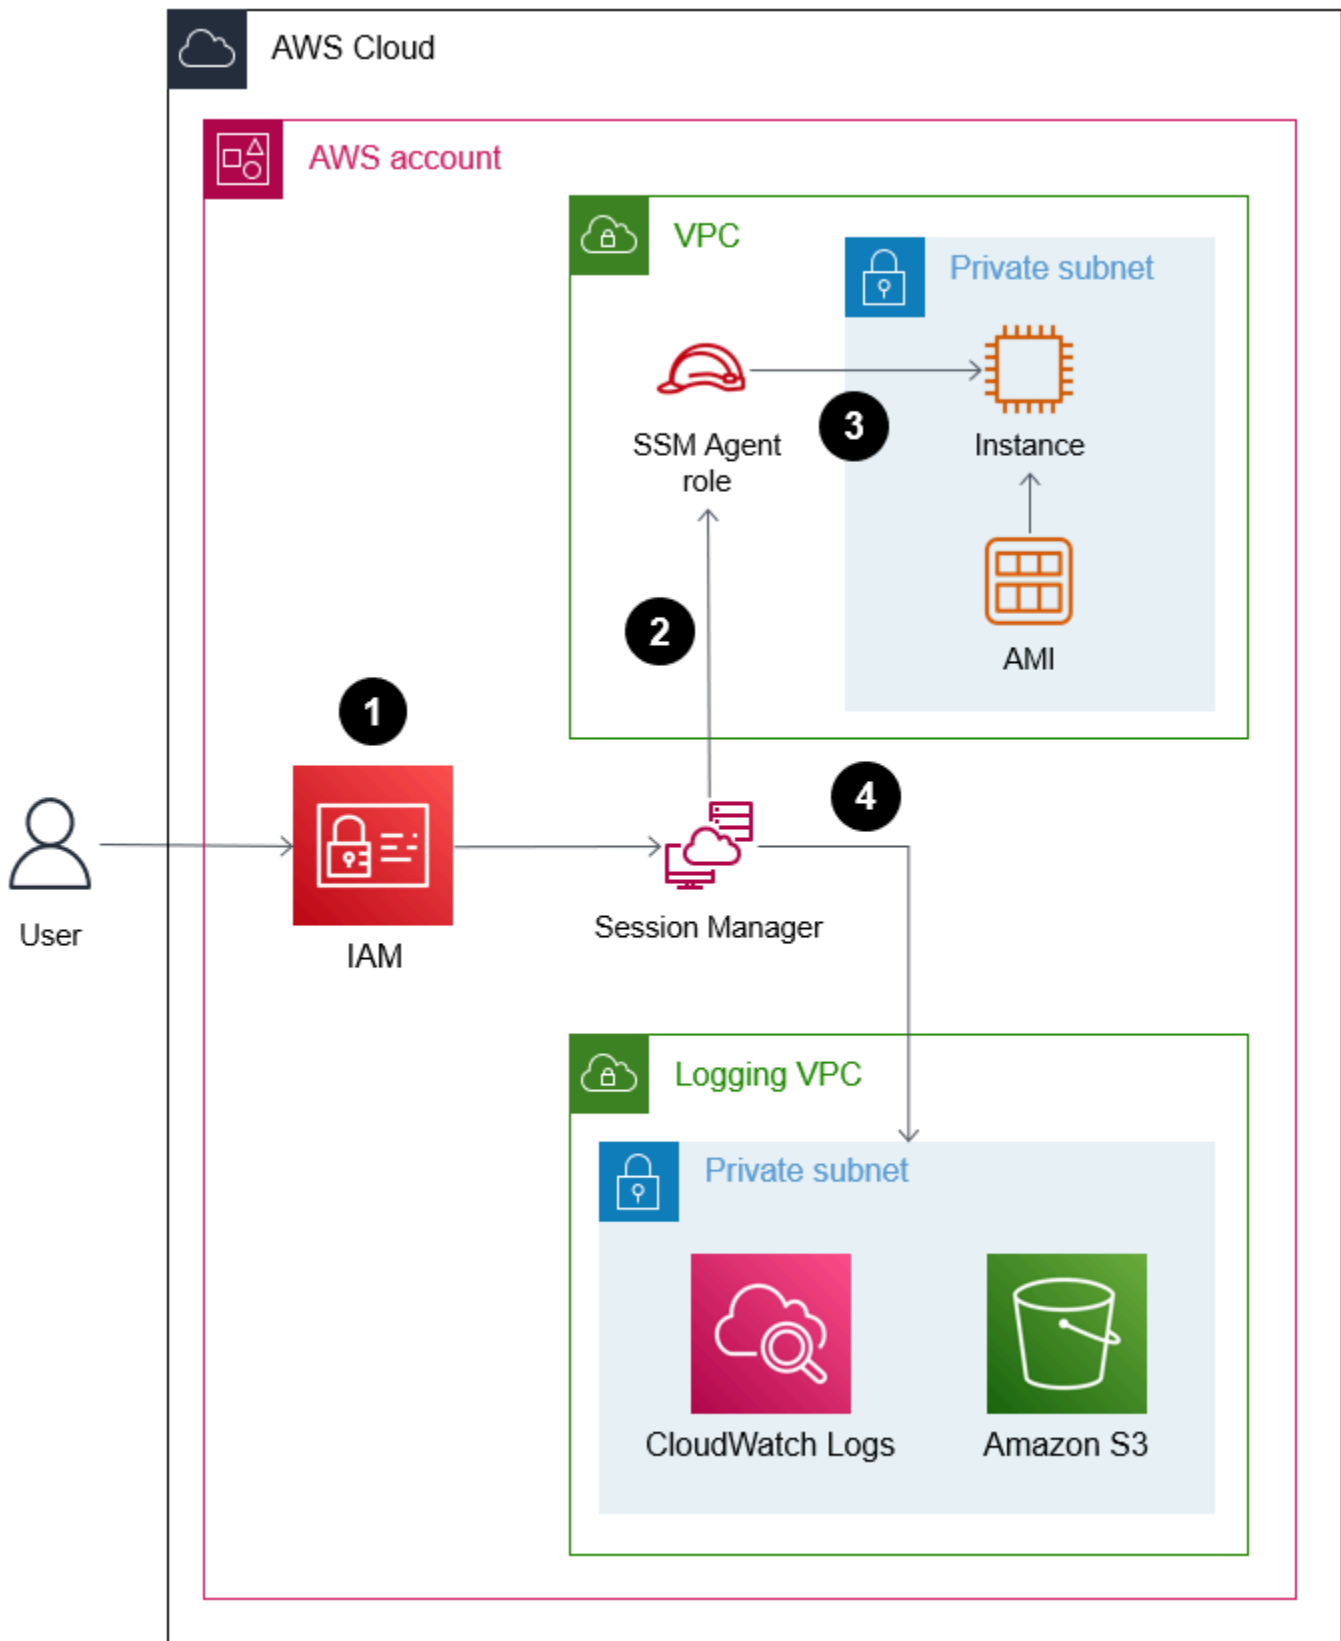 AWS Cloud
AWS account
VPC
Private subnet
SSM Agent
role
3
Instance
2
AMI
1
4
User
IAM
Session Manager
Logging VPC
Private subnet
CloudWatch Logs
Amazon S3